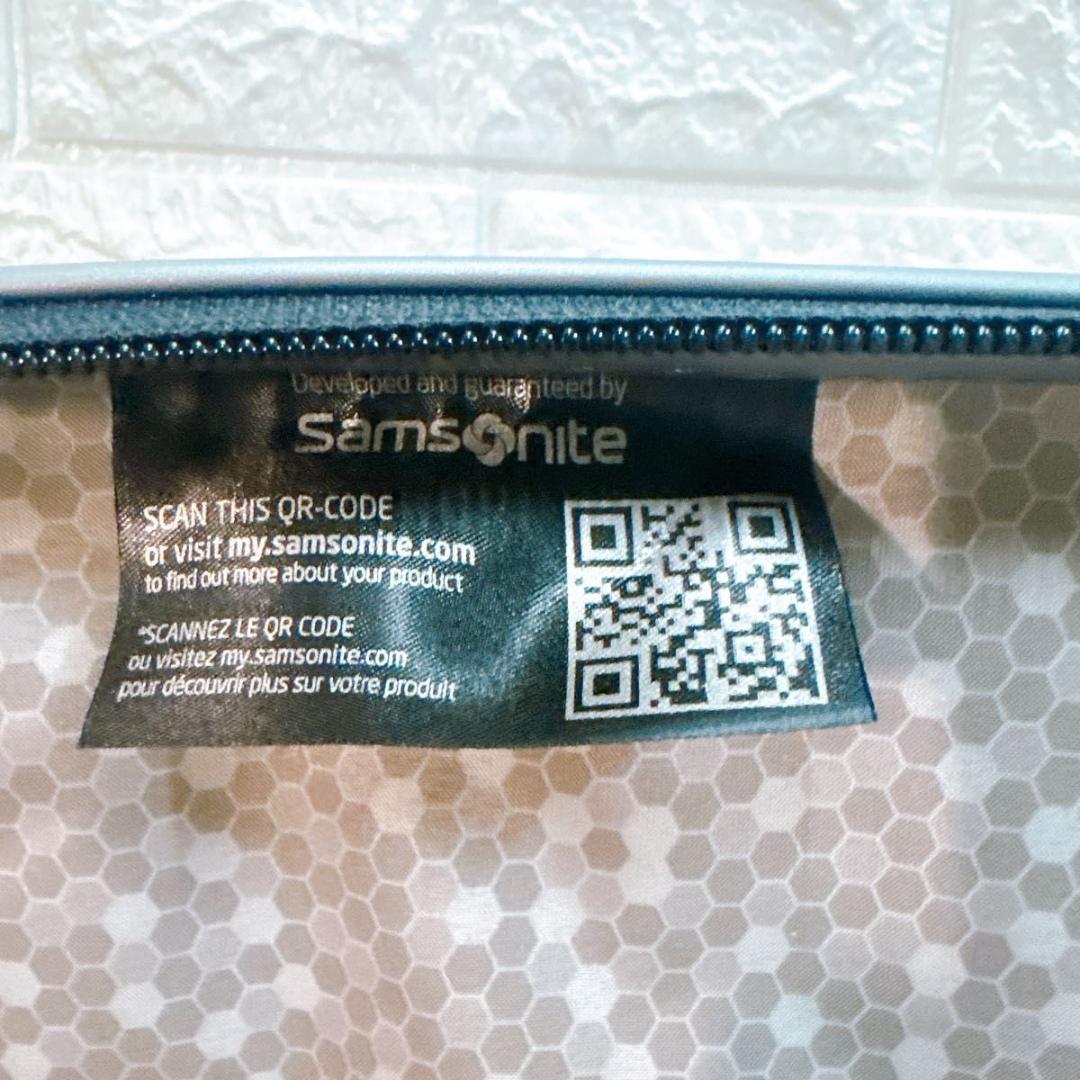 Developed and guaranteed by
Samsonite
SCAN THIS QR-CODE
or visit my.samsonite.com
to find out more about your product
*SCANNEZ LE QR CODE
ou visitez my.samsonite.com
pour découvrir plus sur votre produit